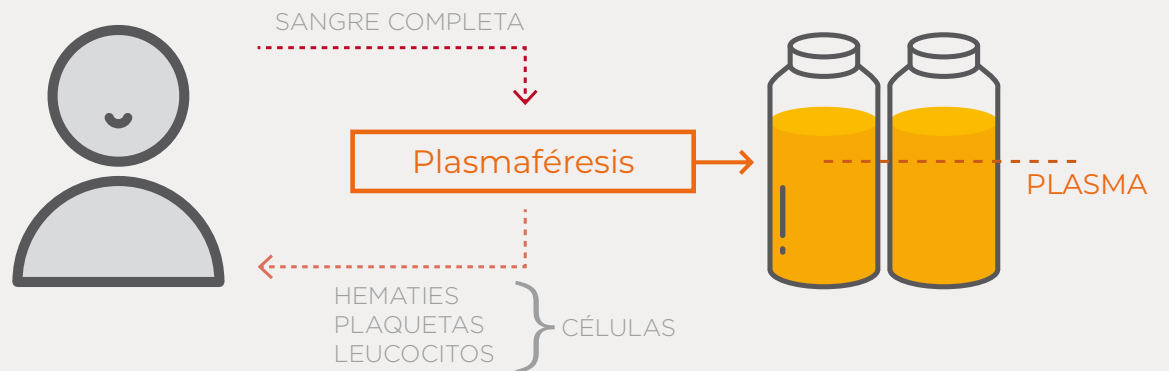 SANGRE COMPLETA
Plasmaféresis
PLASMA
HEMATIES
PLAQUETAS
LEUCOCITOS
CÉLULAS